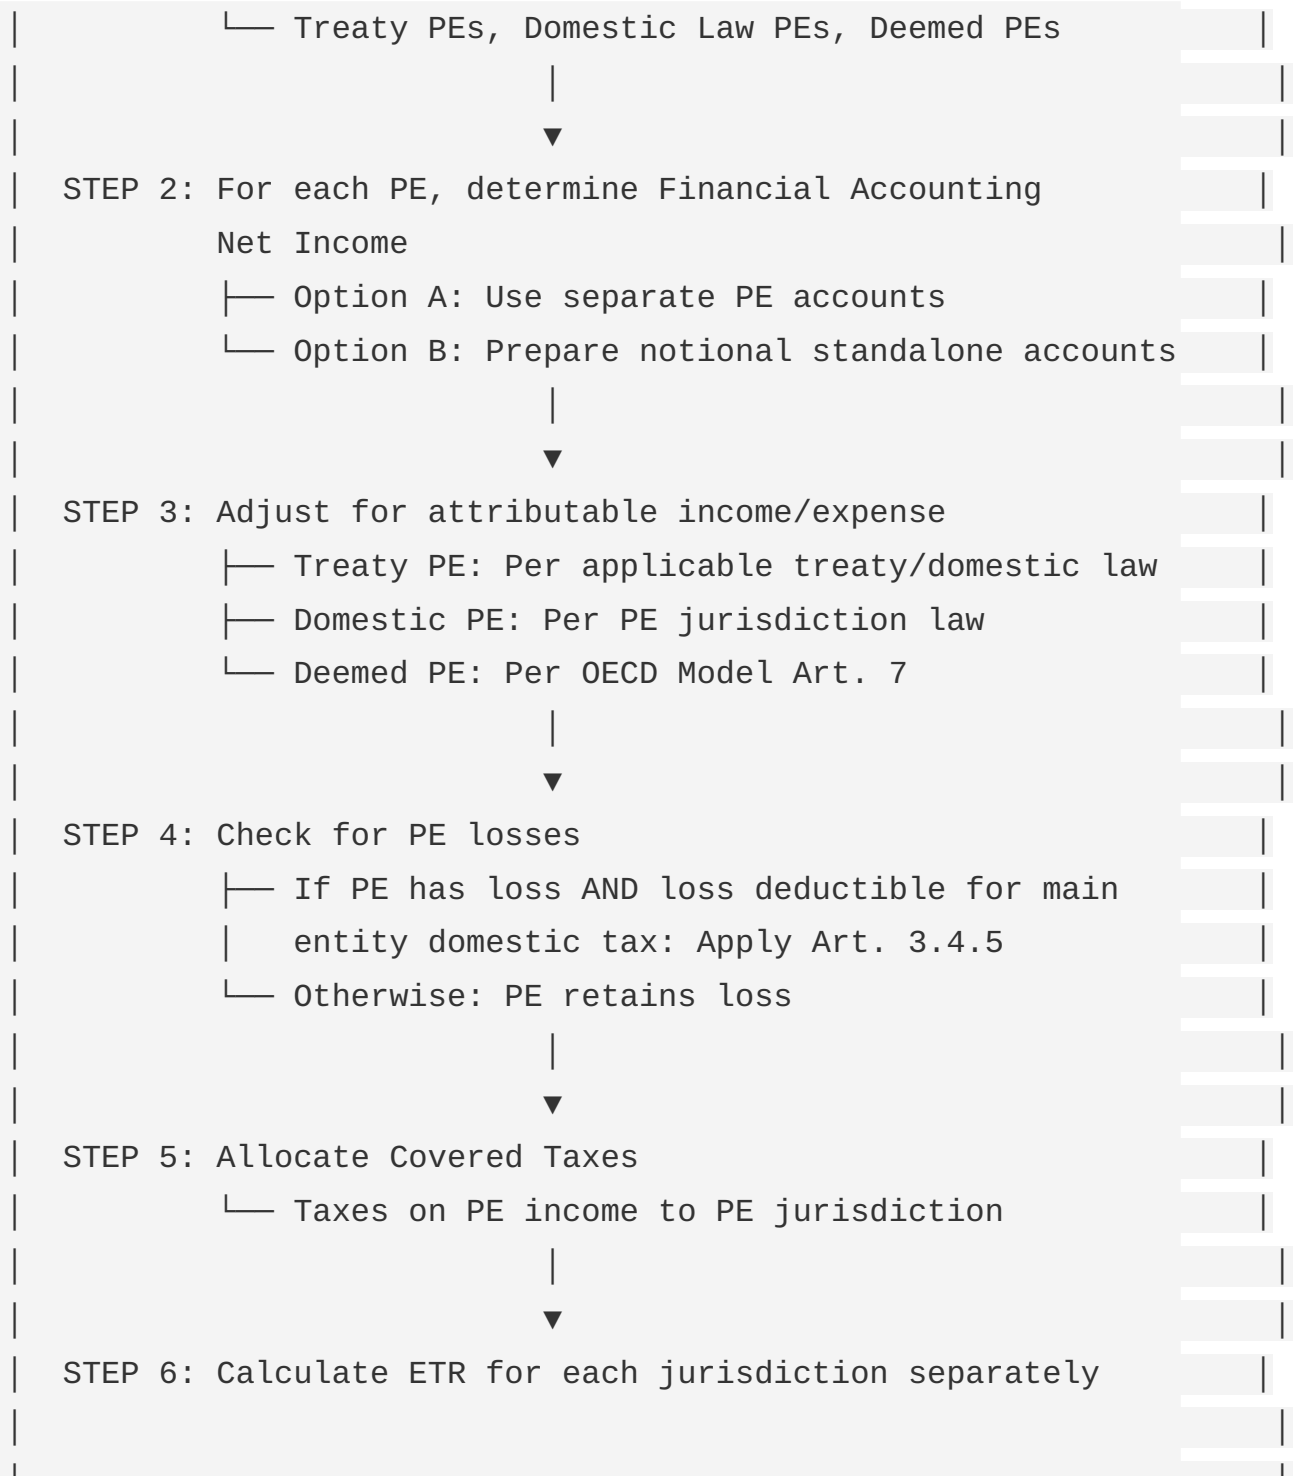 │          └── Treaty PEs, Domestic Law PEs, Deemed PEs          │
│                           │                                     │
│                           ▼                                     │
│  STEP 2: For each PE, determine Financial Accounting           │
│          Net Income                                             │
│          ├── Option A: Use separate PE accounts                │
│          └── Option B: Prepare notional standalone accounts    │
│                           │                                     │
│                           ▼                                     │
│  STEP 3: Adjust for attributable income/expense                │
│          ├── Treaty PE: Per applicable treaty/domestic law     │
│          ├── Domestic PE: Per PE jurisdiction law              │
│          └── Deemed PE: Per OECD Model Art. 7                  │
│                           │                                     │
│                           ▼                                     │
│  STEP 4: Check for PE losses                                   │
│          ├── If PE has loss AND loss deductible for main       │
│          │   entity domestic tax: Apply Art. 3.4.5             │
│          └── Otherwise: PE retains loss                        │
│                           │                                     │
│                           ▼                                     │
│  STEP 5: Allocate Covered Taxes                                │
│          └── Taxes on PE income to PE jurisdiction             │
│                           │                                     │
│                           ▼                                     │
│  STEP 6: Calculate ETR for each jurisdiction separately        │
│                                                                 │